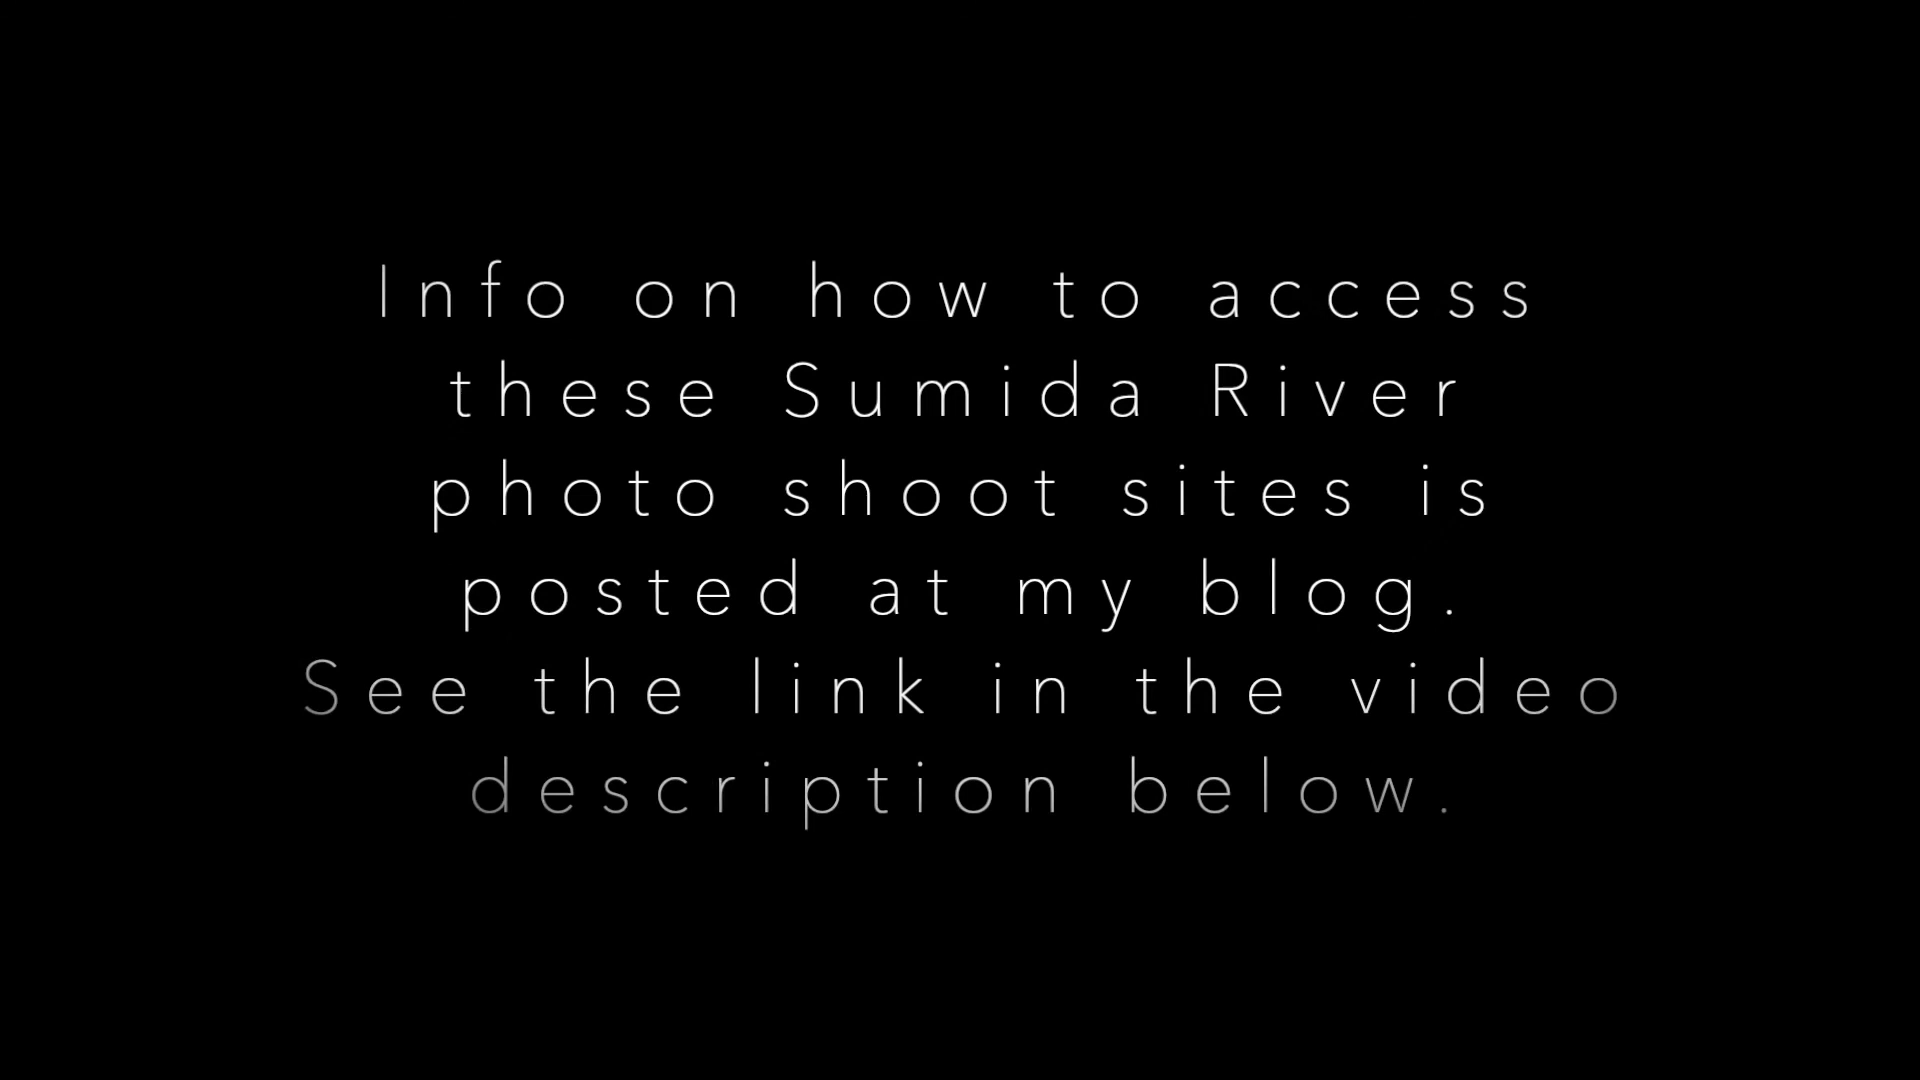 Info on how to access
these Sumida River
photo shoot sites is
posted at my blog.
See the link in the video
description below.